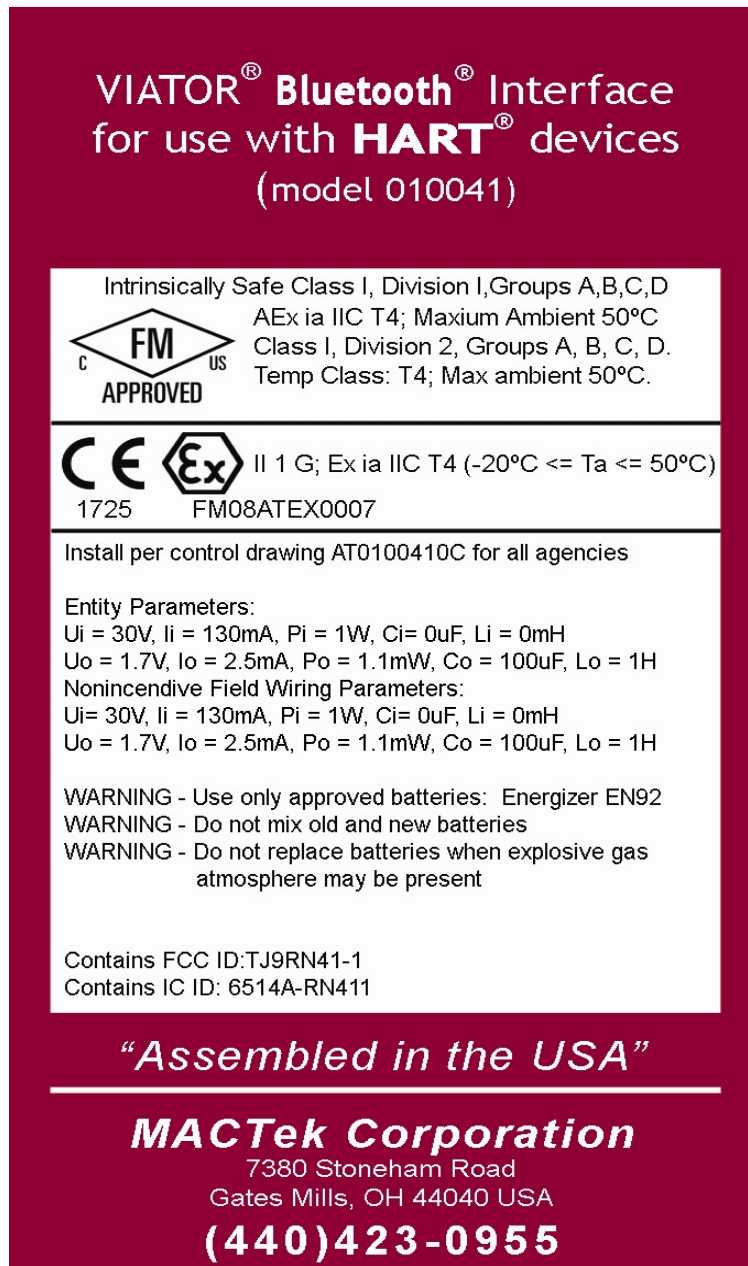 VIATOR® Bluetooth® Interface
for use with HART® devices
(model 010041)
Intrinsically Safe Class I, Division I,Groups A,B,C,D
AEx ia IIC T4; Maxium Ambient 50ºC
Class I, Division 2, Groups A, B, C, D.
Temp Class: T4; Max ambient 50ºC.
C FM US
APPROVED
CE Ex II 1 G; Ex ia IIC T4 (-20ºC <= Ta <= 50ºC)
1725 FM08ATEX0007
Install per control drawing AT0100410C for all agencies
Entity Parameters:
Ui = 30V, Ii = 130mA, Pi = 1W, Ci= 0uF, Li = 0mH
Uo = 1.7V, Io = 2.5mA, Po = 1.1mW, Co = 100uF, Lo = 1H
Nonincendive Field Wiring Parameters:
Ui= 30V, Ii = 130mA, Pi = 1W, Ci= 0uF, Li = 0mH
Uo = 1.7V, Io = 2.5mA, Po = 1.1mW, Co = 100uF, Lo = 1H
WARNING - Use only approved batteries: Energizer EN92
WARNING - Do not mix old and new batteries
WARNING - Do not replace batteries when explosive gas
atmosphere may be present
Contains FCC ID:TJ9RN41-1
Contains IC ID: 6514A-RN411
"Assembled in the USA"
MACTek Corporation
7380 Stoneham Road
Gates Mills, OH 44040 USA
(440)423-0955